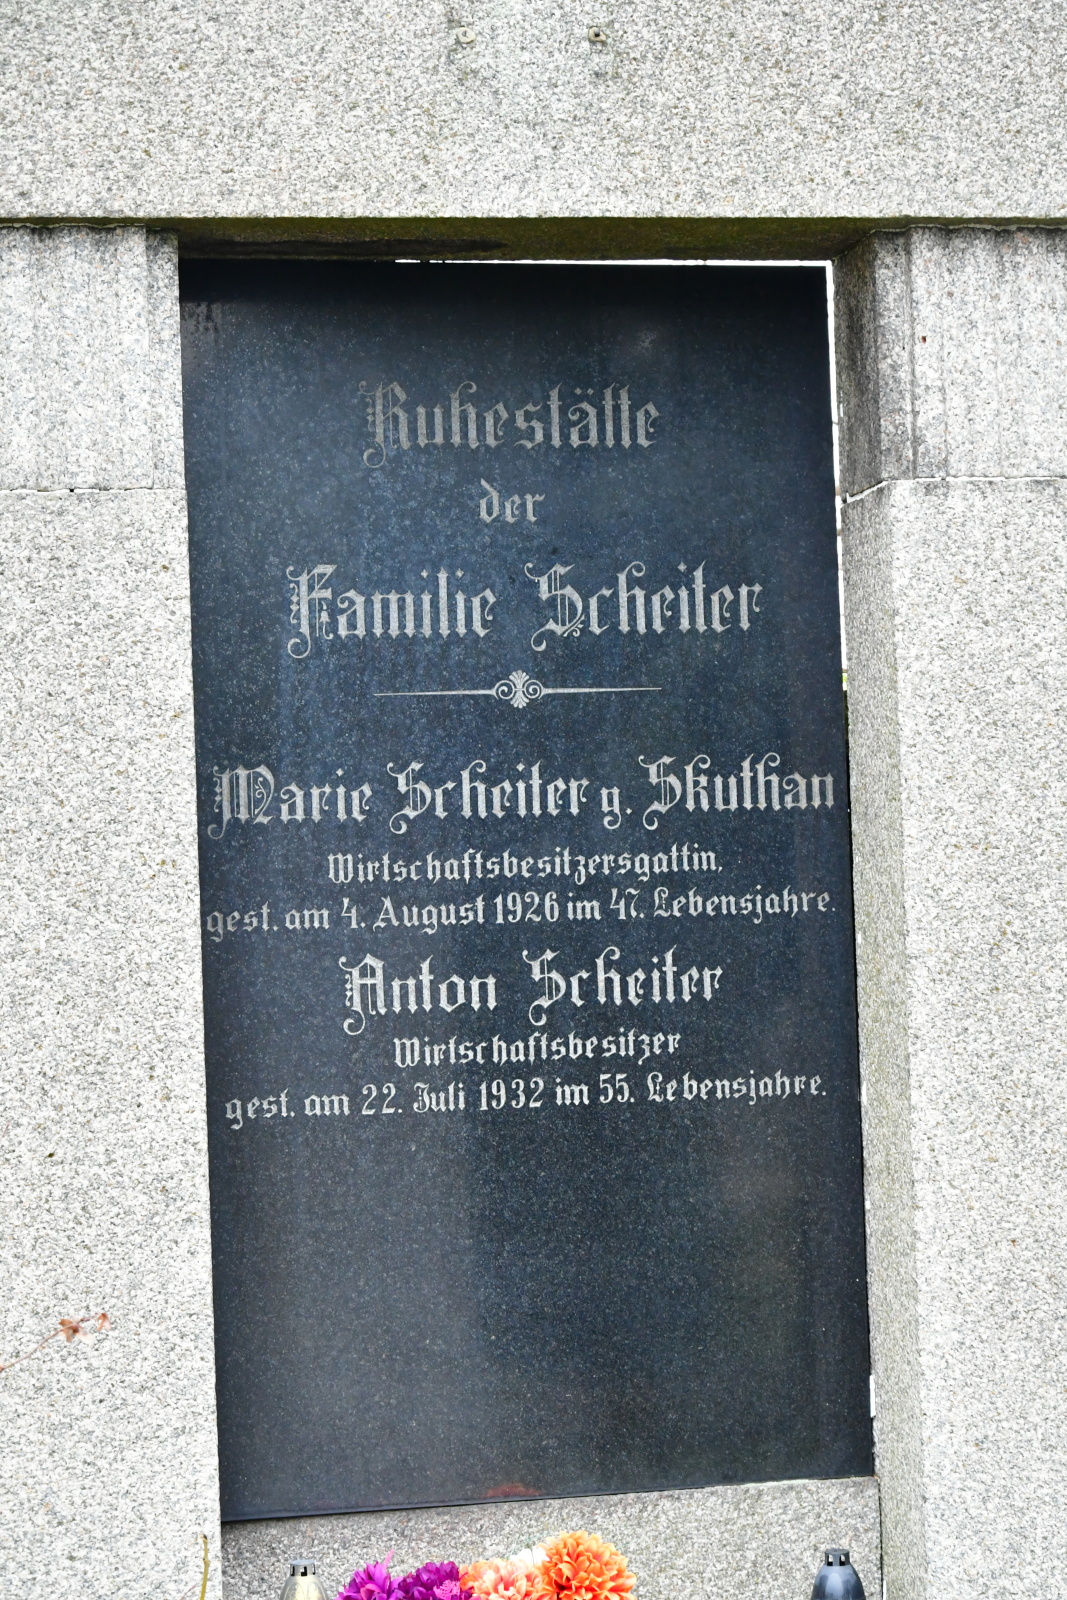 Ruhestätte
der
Familie Scheiter
Marie Scheiter g. Skuthan
Wirtschaftsbesitzersgattin,
gest. am 4. August 1926 im 47. Lebensjahre.
Anton Scheiter
Wirtschaftsbesitzer
gest. am 22. Juli 1932 im 55. Lebensjahre.